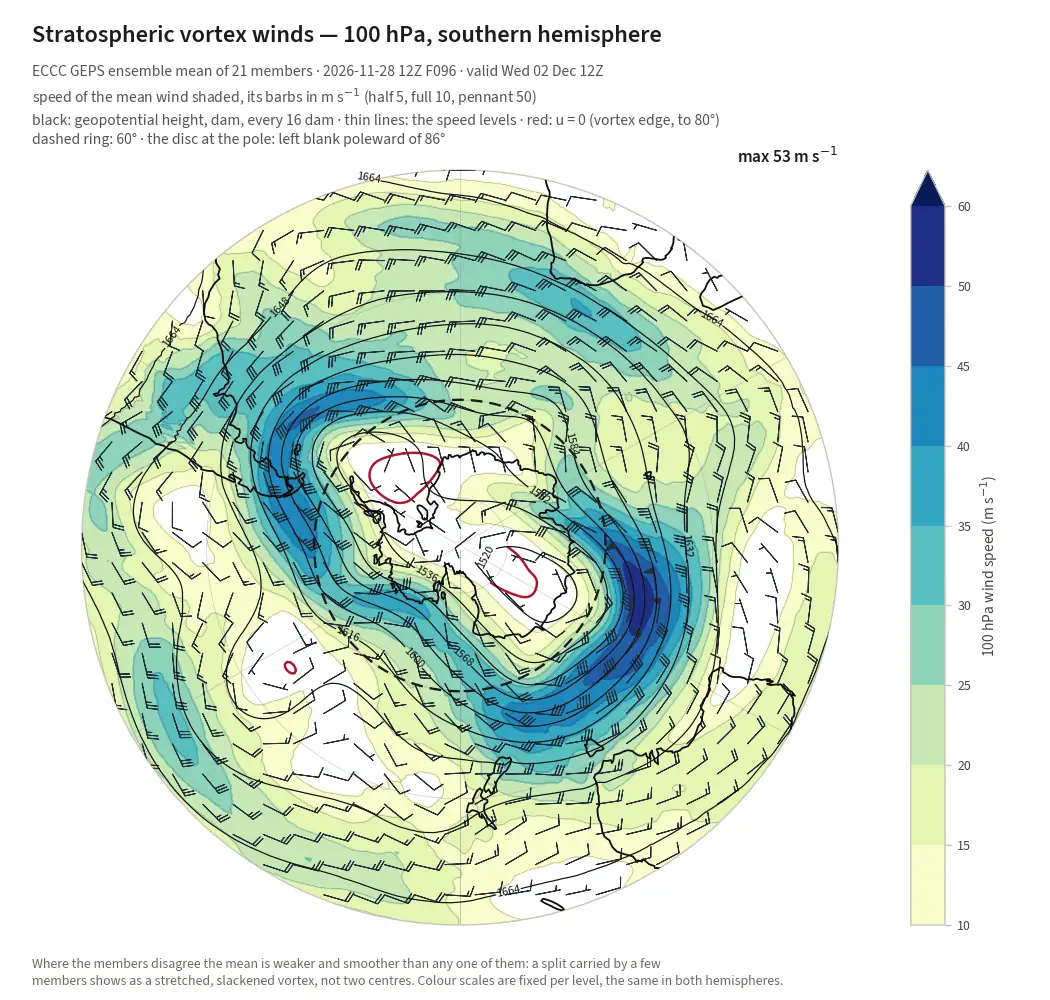 Stratospheric vortex winds — 100 hPa, southern hemisphere
ECCC GEPS ensemble mean of 21 members · 2026-11-28 12Z F096 · valid Wed 02 Dec 12Z
speed of the mean wind shaded, its barbs in m s⁻¹ (half 5, full 10, pennant 50)
black: geopotential height, dam, every 16 dam · thin lines: the speed levels · red: u = 0 (vortex edge, to 80°)
dashed ring: 60° · the disc at the pole: left blank poleward of 86°
max 53 m s⁻¹
1664
1664
1648
1664
1584
1632
1520
1536
1616
1600
1568
1664
60
50
45
40
35
30
25
20
15
10
100 hPa wind speed (m s⁻¹)
Where the members disagree the mean is weaker and smoother than any one of them: a split carried by a few
members shows as a stretched, slackened vortex, not two centres. Colour scales are fixed per level, the same in both hemispheres.